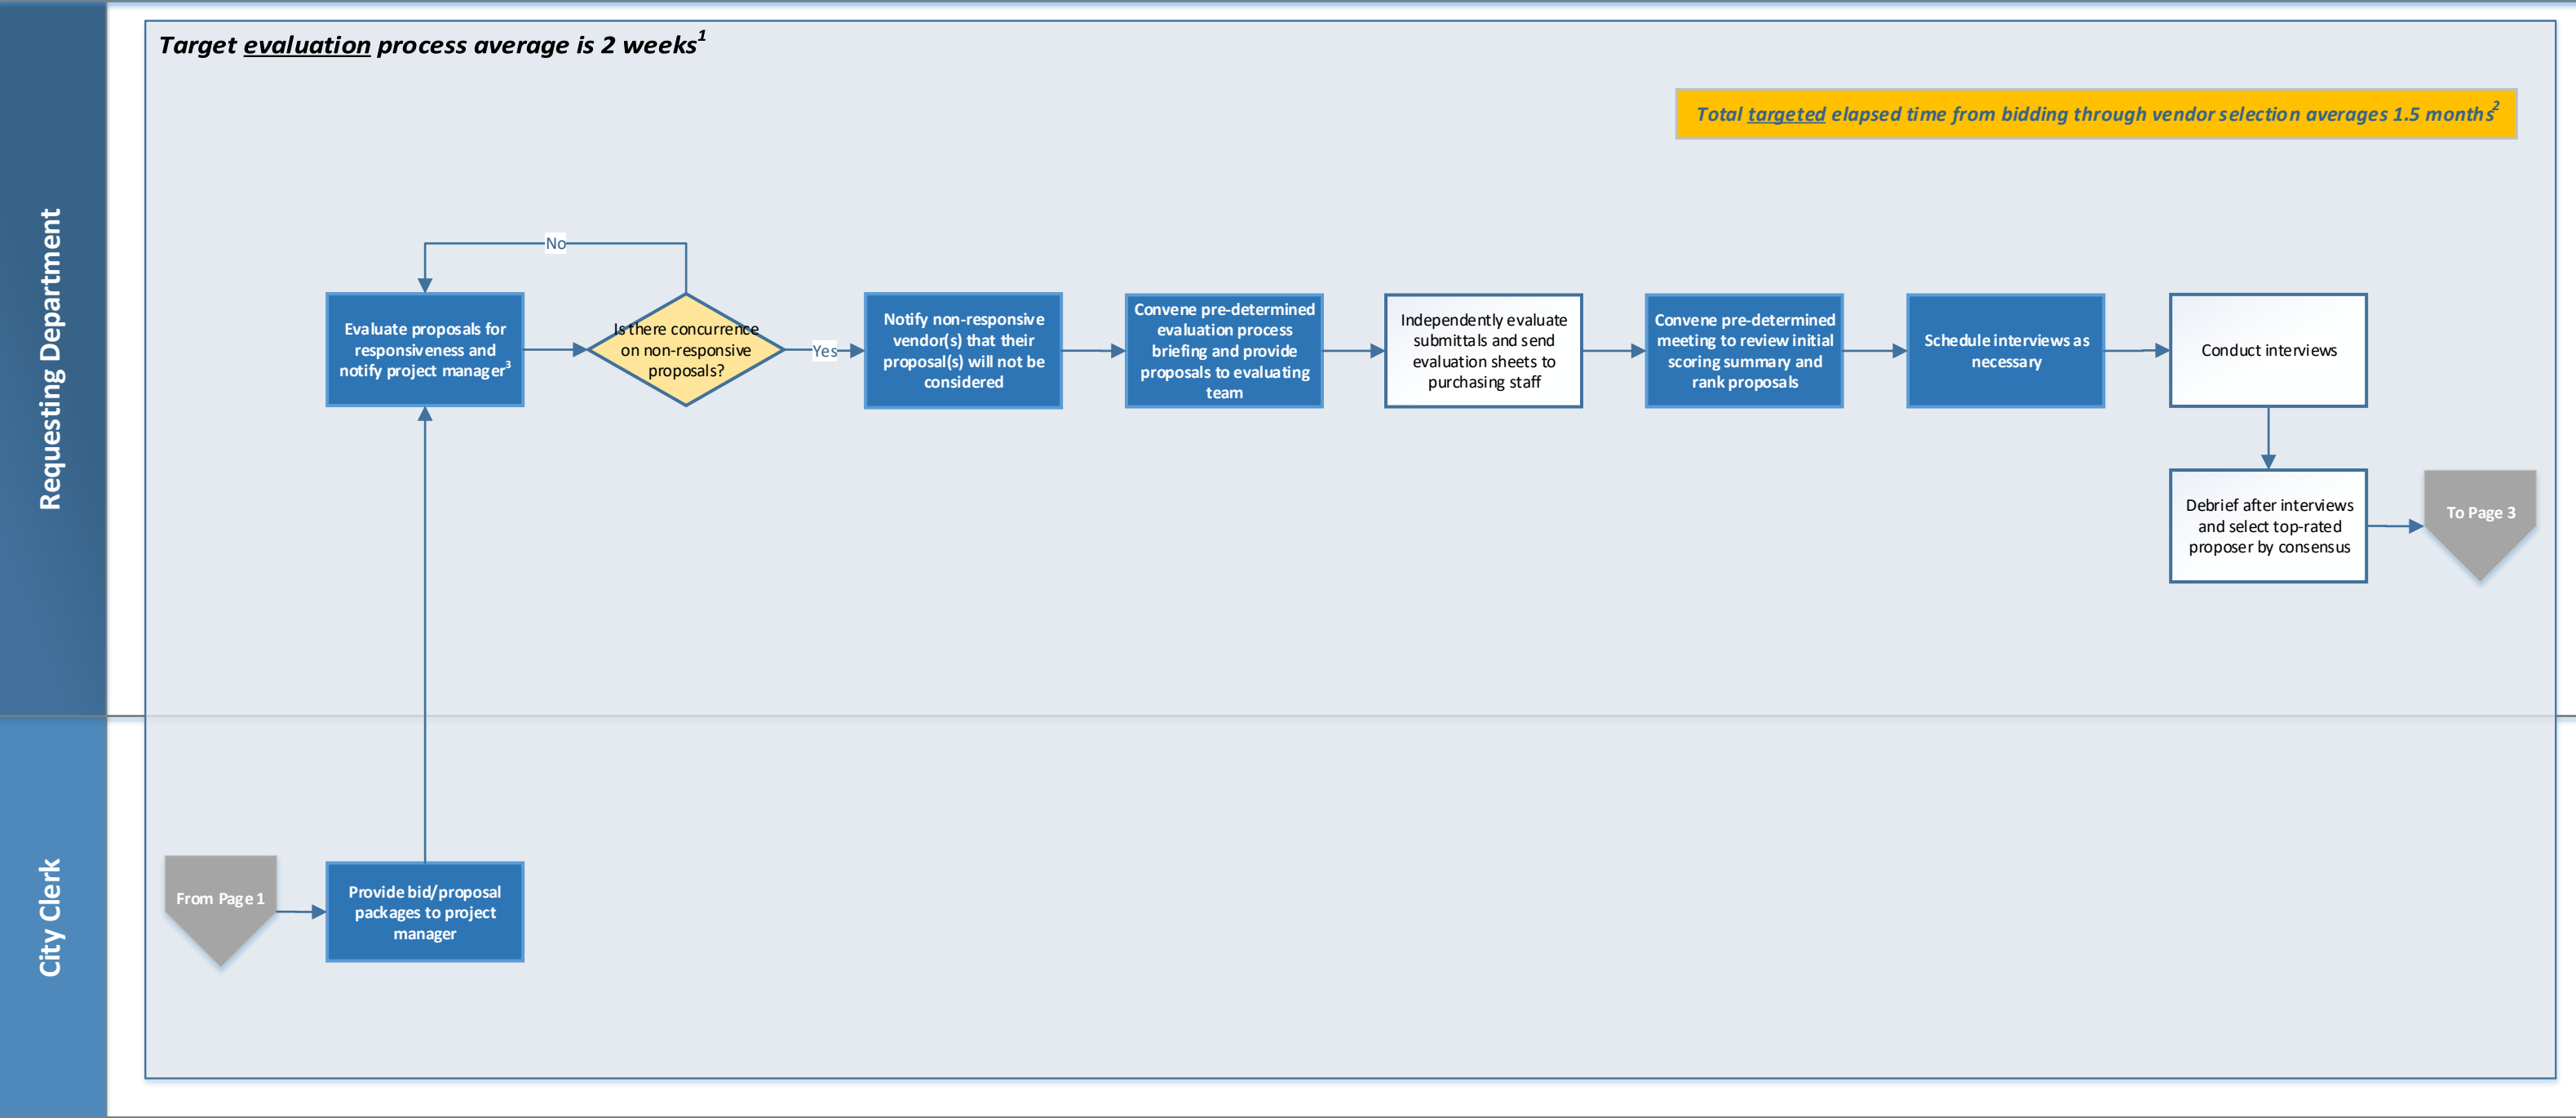 Target evaluation process average is 2 weeks1
Total targeted elapsed time from bidding through vendor selection averages 1.5 months2
Requesting Department
No
Evaluate proposals for
responsiveness and
notify project manager3
Is there concurrence
on non-responsive
proposals?
Yes
Notify non-responsive
vendor(s) that their
proposal(s) will not be
considered
Convene pre-determined
evaluation process
briefing and provide
proposals to evaluating
team
Independently evaluate
submittals and send
evaluation sheets to
purchasing staff
Convene pre-determined
meeting to review initial
scoring summary and
rank proposals
Schedule interviews as
necessary
Conduct interviews
Debrief after interviews
and select top-rated
proposer by consensus
To Page 3
City Clerk
From Page 1
Provide bid/proposal
packages to project
manager